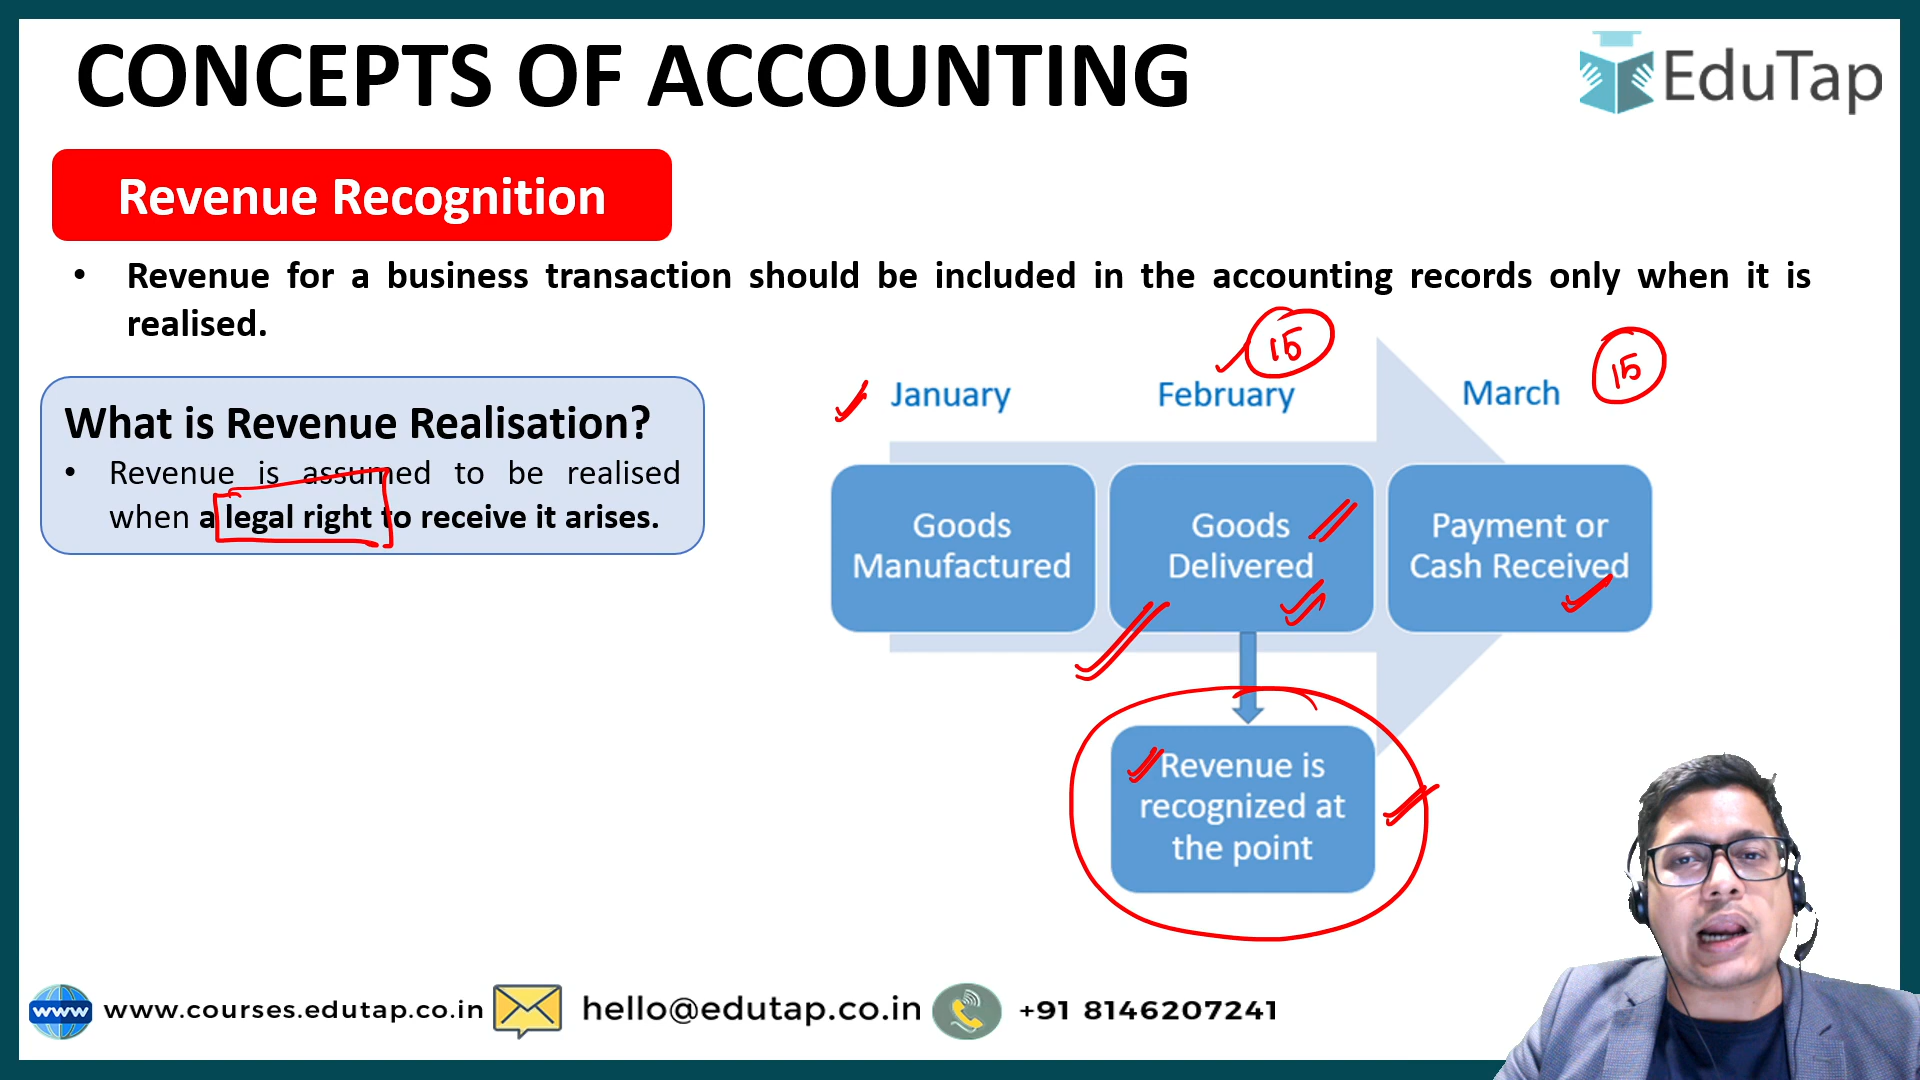 CONCEPTS OF ACCOUNTING
EduTap
Revenue Recognition
• Revenue for a business transaction should be included in the accounting records only when it is
realised.
15
15
January
February
March
What is Revenue Realisation?
• Revenue is assumed to be realised
when a legal right to receive it arises.
Goods
Manufactured
Goods
Delivered
Payment or
Cash Received
Revenue is
recognized at
the point
www
www.courses.edutap.co.in
hello@edutap.co.in
+91 8146207241